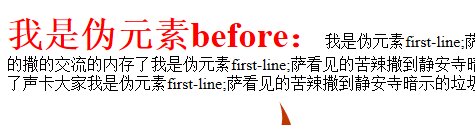 我是伪元素before：我是伪元素first-line;萨
的撒的交流的内存了我是伪元素first-line;萨看见的苦辣撒到静安寺暗
了声卡大家我是伪元素first-line;萨看见的苦辣撒到静安寺暗示的垃圾